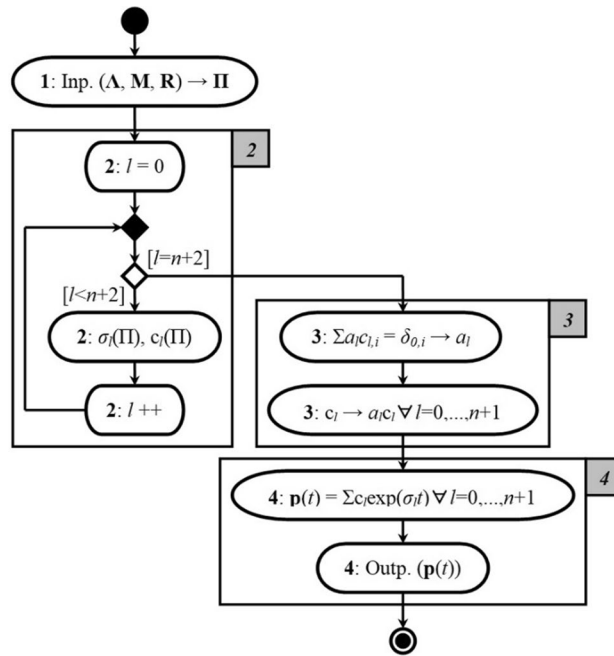 1: Inp. (Λ, M, R) → Π
2
2: l = 0
[l=n+2]
[l<n+2]
2: σl(Π), cl(Π)
2: l ++
3
3: Σalcl,i = δ0,i → al
3: cl → alcl ∀ l=0,...,n+1
4
4: p(t) = Σclexp(σlt) ∀ l=0,...,n+1
4: Outp. (p(t))